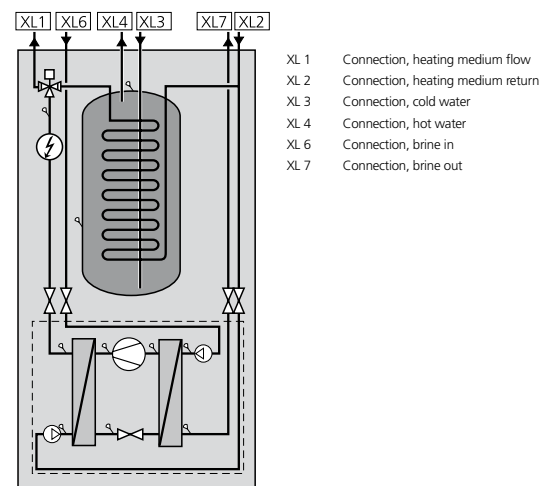 XL1 XL6 XL4 XL3 XL7 XL2
XL 1 Connection, heating medium flow
XL 2 Connection, heating medium return
XL 3 Connection, cold water
XL 4 Connection, hot water
XL 6 Connection, brine in
XL 7 Connection, brine out